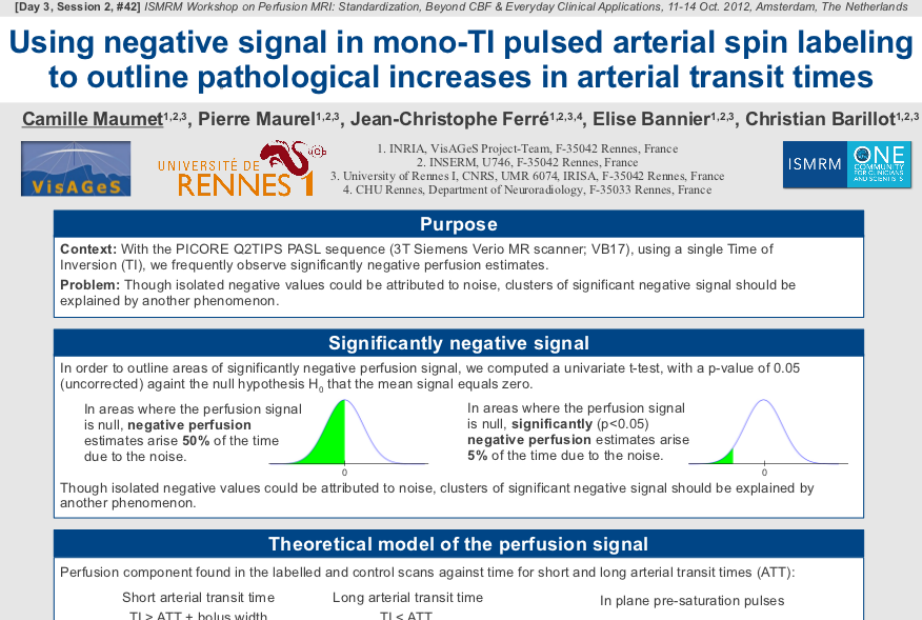 [Day 3, Session 2, #42] ISMRM Workshop on Perfusion MRI: Standardization, Beyond CBF & Everyday Clinical Applications, 11-14 Oct. 2012, Amsterdam, The Netherlands
Using negative signal in mono-TI pulsed arterial spin labeling
to outline pathological increases in arterial transit times
Camille Maumet1,2,3, Pierre Maurel1,2,3, Jean-Christophe Ferré1,2,3,4, Elise Bannier1,2,3, Christian Barillot1,2,3
VisAGeS
UNIVERSITÉ DE
RENNES 1
1. INRIA, VisAGeS Project-Team, F-35042 Rennes, France
2. INSERM, U746, F-35042 Rennes, France
3. University of Rennes I, CNRS, UMR 6074, IRISA, F-35042 Rennes, France
4. CHU Rennes, Department of Neuroradiology, F-35033 Rennes, France
ISMRM
ONE
COMMUNITY
FOR CLINICIANS
AND SCIENTISTS
Purpose
Context: With the PICORE Q2TIPS PASL sequence (3T Siemens Verio MR scanner; VB17), using a single Time of
Inversion (TI), we frequently observe significantly negative perfusion estimates.
Problem: Though isolated negative values could be attributed to noise, clusters of significant negative signal should be
explained by another phenomenon.
Significantly negative signal
In order to outline areas of significantly negative perfusion signal, we computed a univariate t-test, with a p-value of 0.05
(uncorrected) againt the null hypothesis H0 that the mean signal equals zero.
In areas where the perfusion signal
is null, negative perfusion
estimates arise 50% of the time
due to the noise.
0
In areas where the perfusion signal
is null, significantly (p<0.05)
negative perfusion estimates arise
5% of the time due to the noise.
0
Though isolated negative values could be attributed to noise, clusters of significant negative signal should be explained by
another phenomenon.
Theoretical model of the perfusion signal
Perfusion component found in the labelled and control scans against time for short and long arterial transit times (ATT):
Short arterial transit time
TI > ATT + bolus width
Long arterial transit time
TI < ATT
In plane pre-saturation pulses